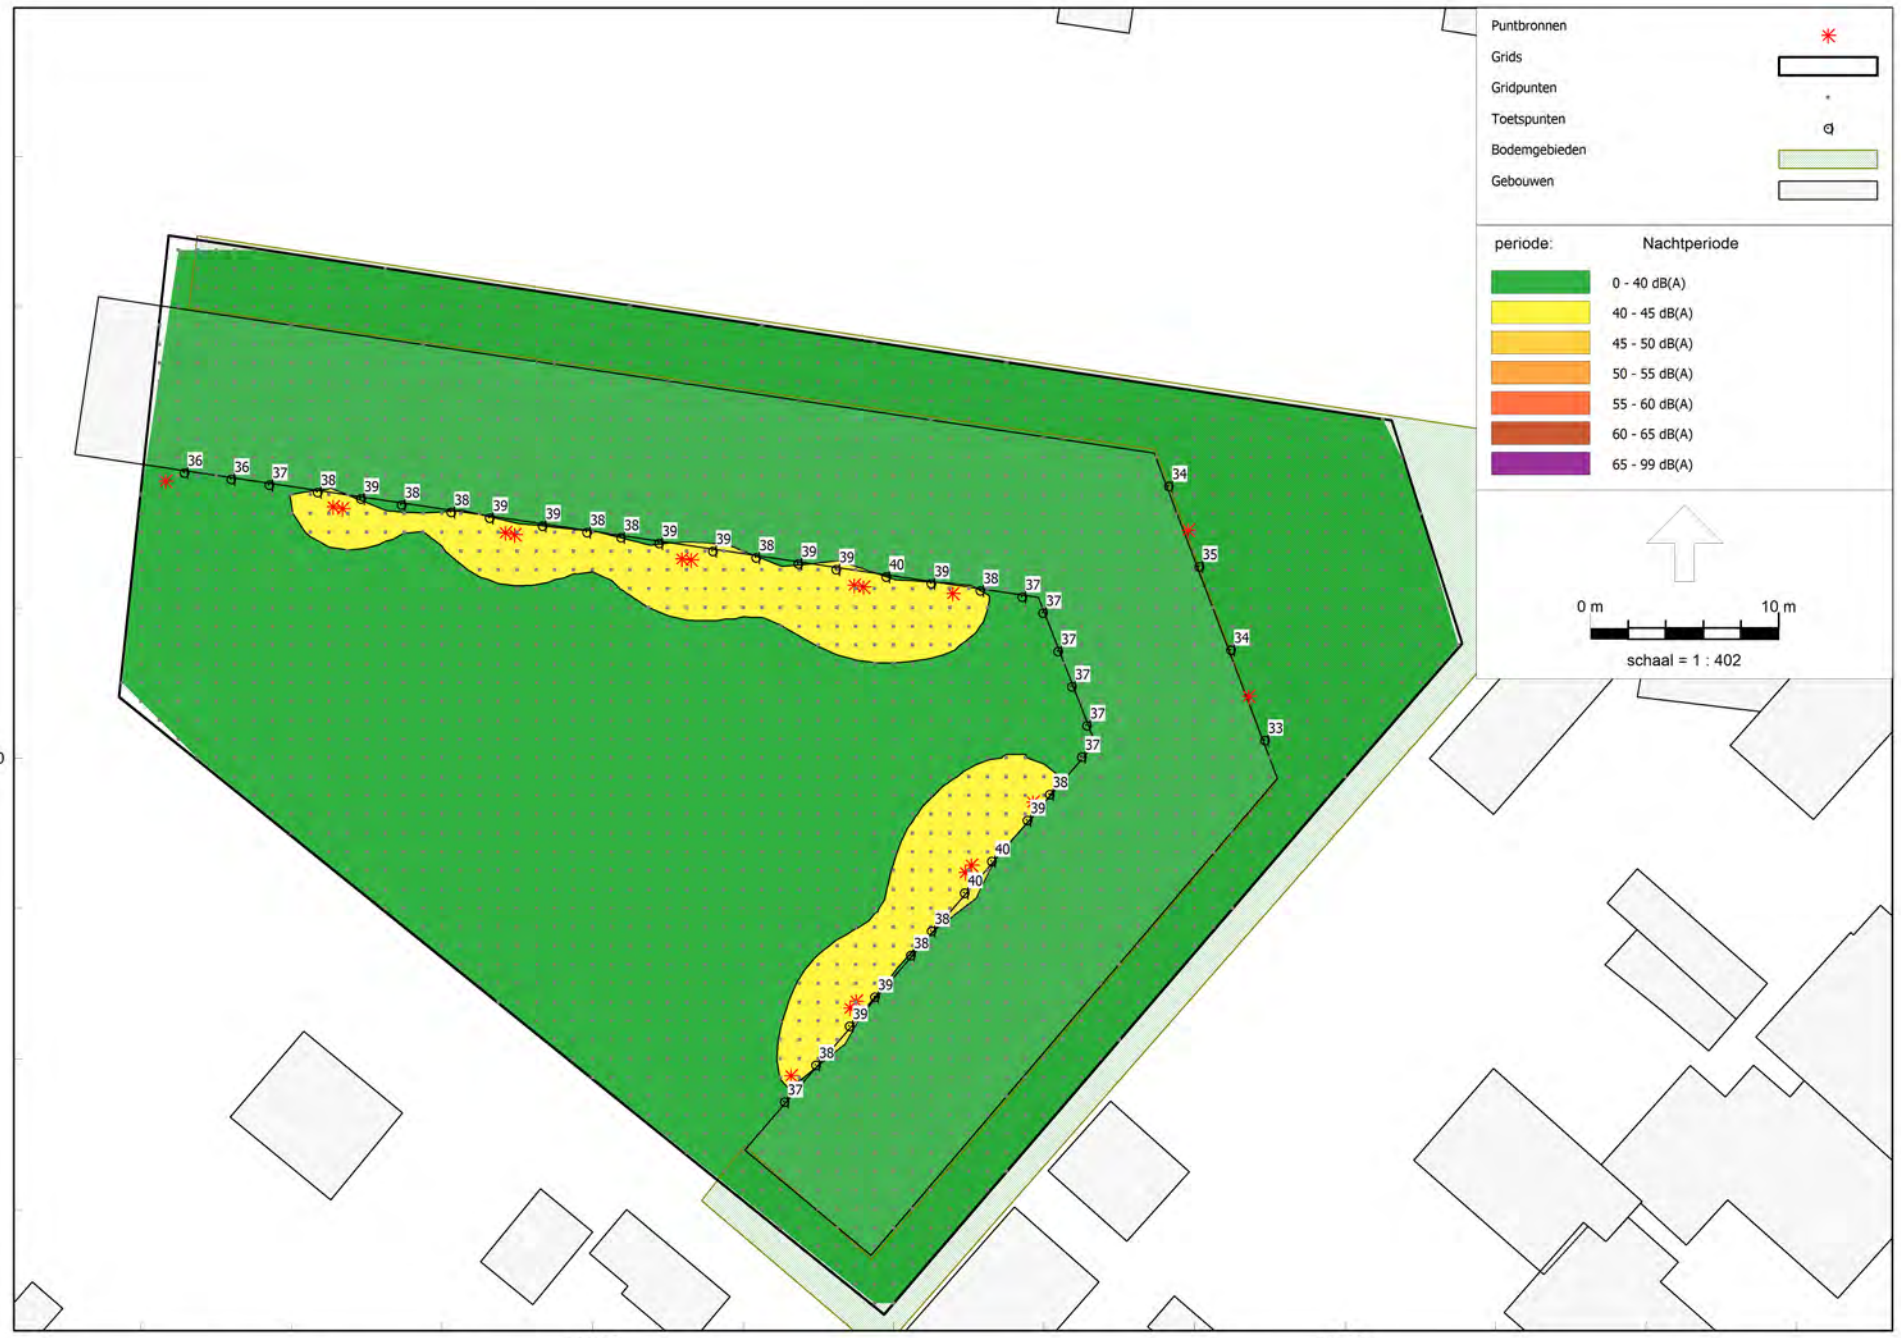 Puntbronnen
Grids
Gridpunten
Toetspunten
Bodemgebieden
Gebouwen
periode: Nachtperiode
0 - 40 dB(A)
40 - 45 dB(A)
45 - 50 dB(A)
50 - 55 dB(A)
55 - 60 dB(A)
60 - 65 dB(A)
65 - 99 dB(A)
0 m 10 m
schaal = 1 : 402
36
36
37
38
39
38
38
39
39
38
38
39
39
38
39
39
40
39
38
37
37
37
37
37
37
38
39
40
40
38
38
39
39
38
37
34
35
34
33
0